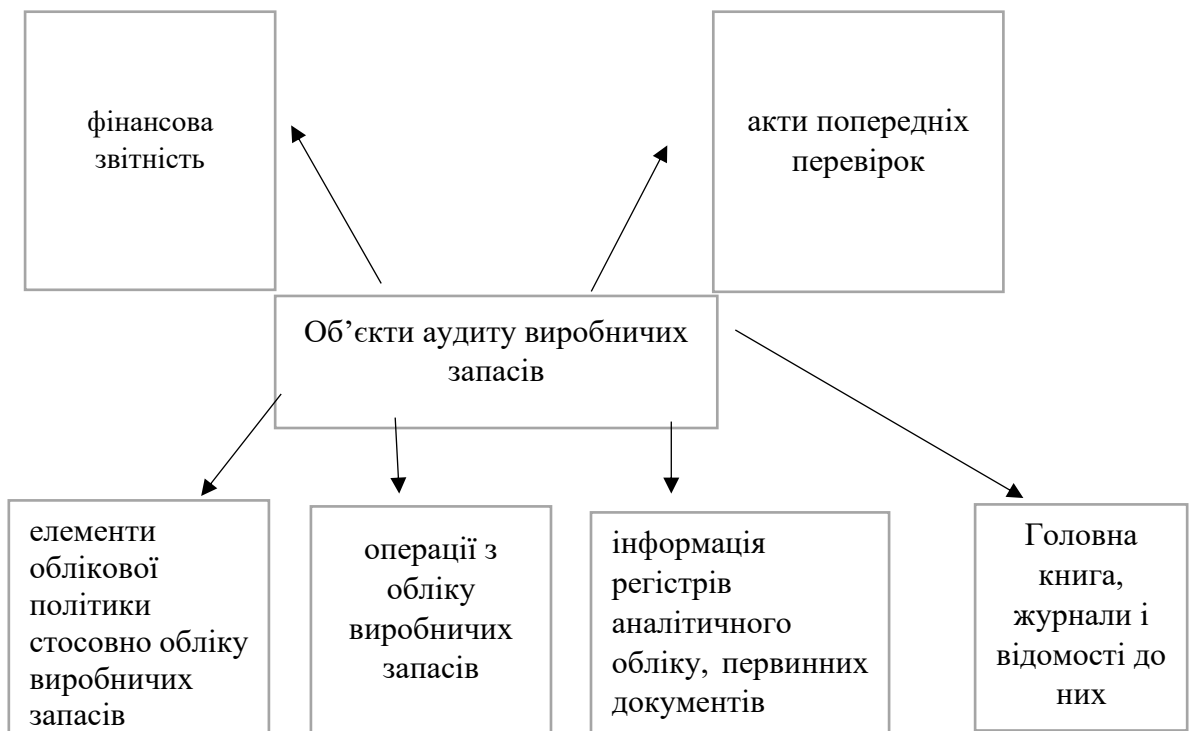 фінансова
звітність
акти попередніх
перевірок
Об’єкти аудиту виробничих
запасів
елементи
облікової
політики
стосовно обліку
виробничих
запасів
операції з
обліку
виробничих
запасів
інформація
регістрів
аналітичного
обліку, первинних
документів
Головна
книга,
журнали і
відомості до
них